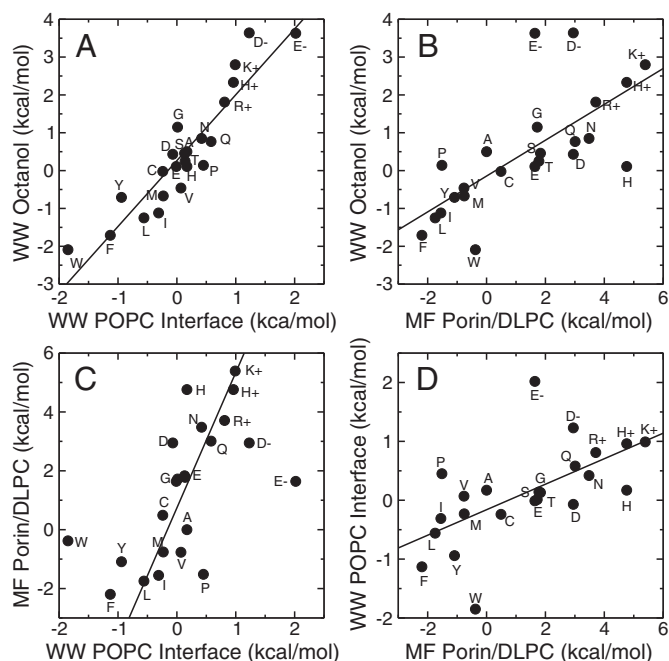 A
WW Octanol (kcal/mol)
4
3
2
1
0
-1
-2
-3
D-
E-
K+
H+
R+
G
N
Q
D
S
A
T
C
E
H
P
Y
M
V
I
L
F
W
-2
-1
0
1
2
WW POPC Interface (kca/mol)
B
WW Octanol (kcal/mol)
4
3
2
1
0
-1
-2
-3
E-
D-
K+
H+
R+
G
Q
N
S
A
P
T
D
E
H
C
Y
V
M
I
L
F
W
-2
0
2
4
6
MF Porin/DLPC (kcal/mol)
C
MF Porin/DLPC (kcal/mol)
6
4
2
0
-2
K+
H
H+
N
R+
D
Q
D-
G
E
E-
C
A
W
M
Y
V
I
P
L
F
-2
-1
0
1
2
WW POPC Interface (kcal/mol)
D
WW POPC Interface (kcal/mol)
2
1
0
-1
-2
E-
D-
H+
K+
R+
Q
P
N
V
A
G
H
S
T
I
E
D
M
C
L
F
Y
W
-2
0
2
4
6
MF Porin/DLPC (kcal/mol)